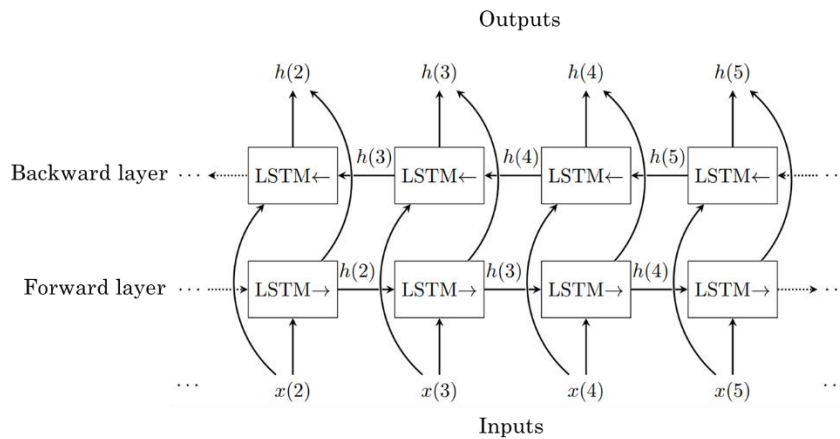 Outputs
h(2) h(3) h(4) h(5)
Backward layer ··· LSTM← h(3) LSTM← h(4) LSTM← h(5) LSTM← ···
Forward layer ··· LSTM→ h(2) LSTM→ h(3) LSTM→ h(4) LSTM→ ···
··· x(2) x(3) x(4) x(5) ···
Inputs